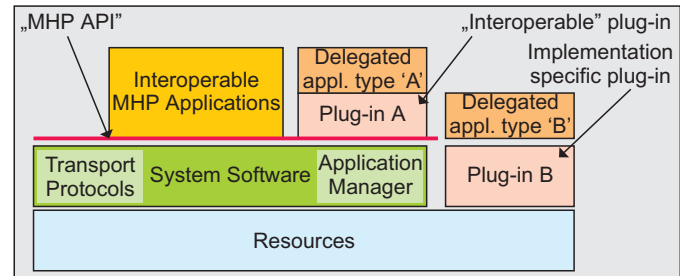 „MHP API”
„Interoperable” plug-in
Implementation
specific plug-in
Interoperable
MHP Applications
Delegated
appl. type ‘A’
Plug-in A
Delegated
appl. type ‘B’
Transport
Protocols
System Software
Application
Manager
Plug-in B
Resources